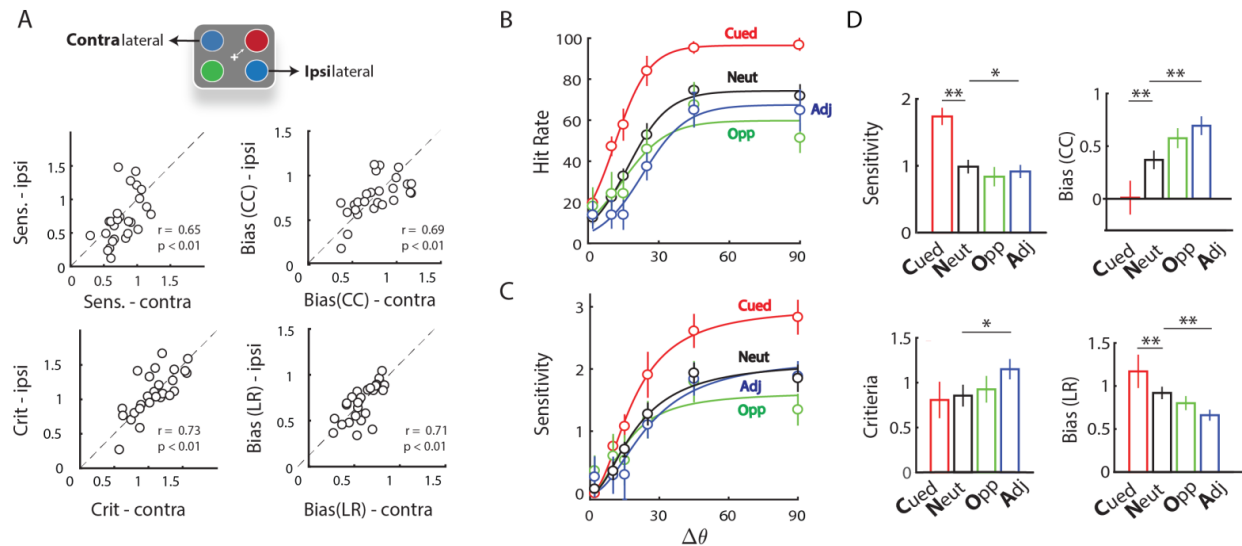 A
Contralateral
Ipsilateral
Sens. - ipsi
2
1.5
1
0.5
0
0 0.5 1 1.5
r = 0.65
p < 0.01
Sens. - contra
Bias (CC) - ipsi
1.5
1
0.5
0
0 0.5 1 1.5
r = 0.69
p < 0.01
Bias(CC) - contra
Crit - ipsi
2
1.5
1
0.5
0
0 0.5 1 1.5
r = 0.73
p < 0.01
Crit - contra
Bias (LR) - ipsi
1.5
1
0.5
0
0 0.5 1 1.5
r = 0.71
p < 0.01
Bias(LR) - contra
B
Hit Rate
100
80
60
40
20
0
0 30 60 90
Cued
Neut
Adj
Opp
C
Sensitivity
3
2
1
0
0 30 60 90
Δθ
Cued
Neut
Adj
Opp
D
Sensitivity
2
1
0
** *
Cued Neut Opp Adj
Bias (CC)
1
0.5
0
** **
Cued Neut Opp Adj
Critieria
1.5
1
0.5
0
*
Cued Neut Opp Adj
Bias (LR)
1.5
1
0.5
0
** **
Cued Neut Opp Adj